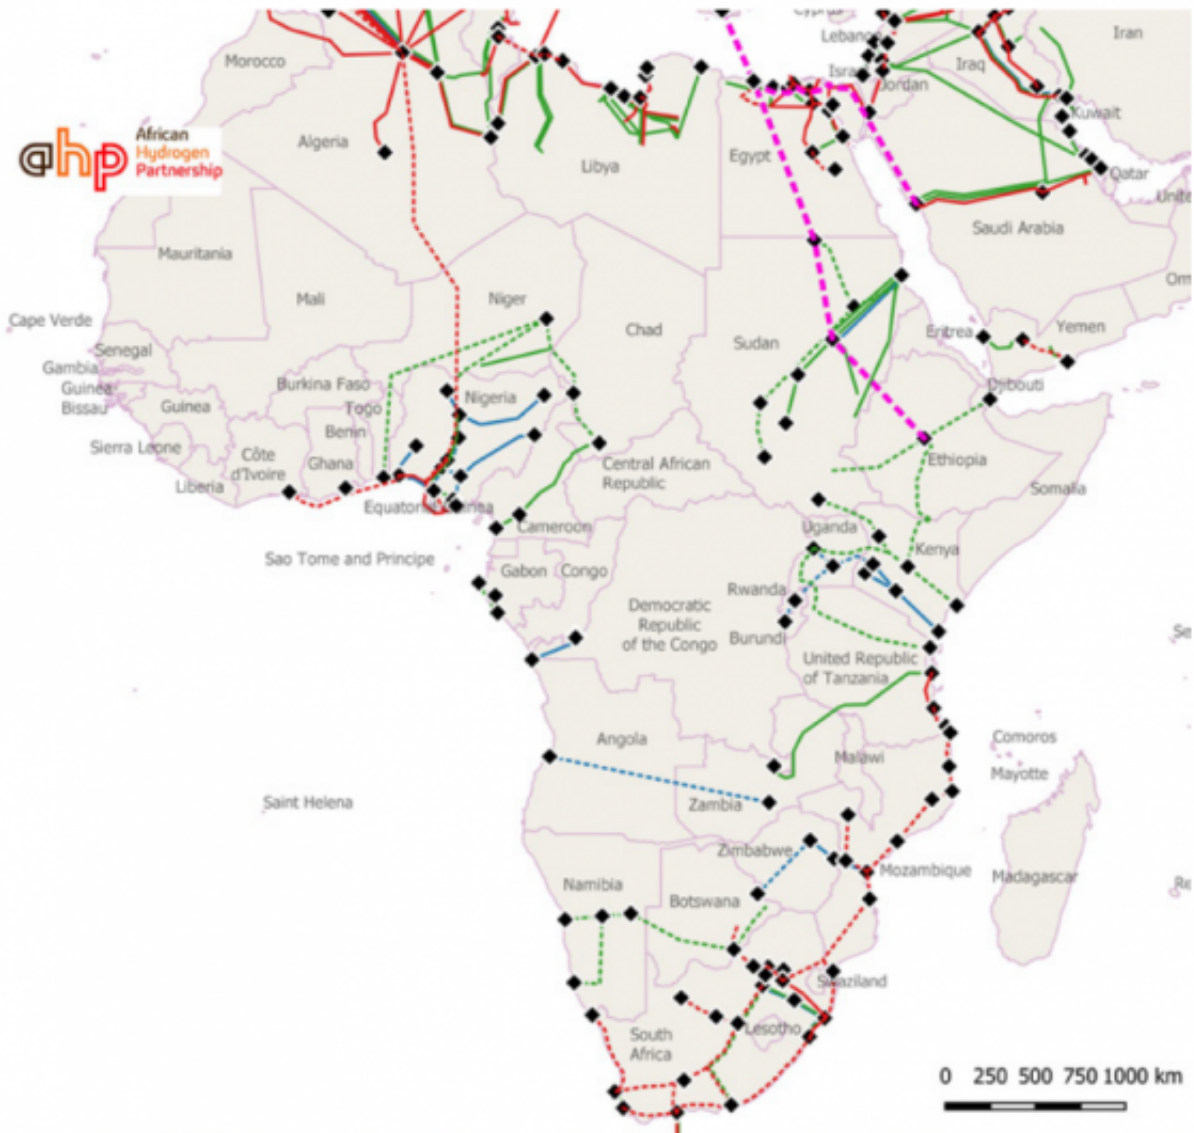 Cyprus
Lebanon
Iran
Morocco
Israel
Iraq
Jordan
Kuwait
ahp
African
Hydrogen
Partnership
Algeria
Libya
Egypt
Qatar
Saudi Arabia
Mauritania
Mali
Niger
Chad
Sudan
Eritrea
Yemen
Cape Verde
Senegal
Gambia
Guinea
Bissau
Guinea
Burkina Faso
Togo
Benin
Nigeria
Djibouti
Sierra Leone
Côte
d'Ivoire
Ghana
Liberia
Central African
Republic
Ethiopia
Somalia
Equatorial Guinea
Cameroon
Uganda
Kenya
Sao Tome and Principe
Gabon
Congo
Rwanda
Democratic
Republic
of the Congo
Burundi
United Republic
of Tanzania
Angola
Malawi
Comoros
Mayotte
Saint Helena
Zambia
Zimbabwe
Mozambique
Madagascar
Namibia
Botswana
Swaziland
South
Africa
Lesotho
0 250 500 750 1000 km